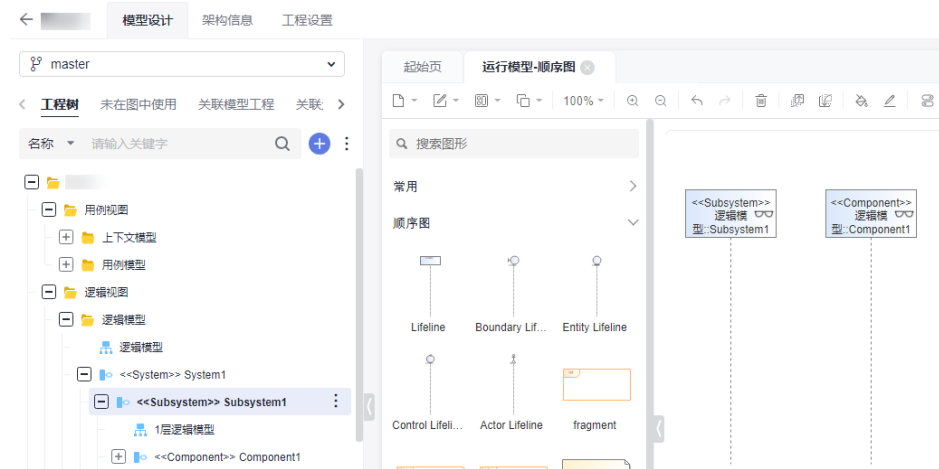 模型设计 架构信息 工程设置
master
工程树 未在图中使用 关联模型工程 关联
名称 请输入关键字
用例视图
上下文模型
用例模型
逻辑视图
逻辑模型
逻辑模型
<<System>> System1
<<Subsystem>> Subsystem1
1层逻辑模型
<<Component>> Component1
起始页 运行模型-顺序图
100%
搜索图形
常用
顺序图
Lifeline Boundary Lif... Entity Lifeline
Control Lifeli... Actor Lifeline fragment
<<Subsystem>>
逻辑模
型::Subsystem1
<<Component>>
逻辑模
型::Component1